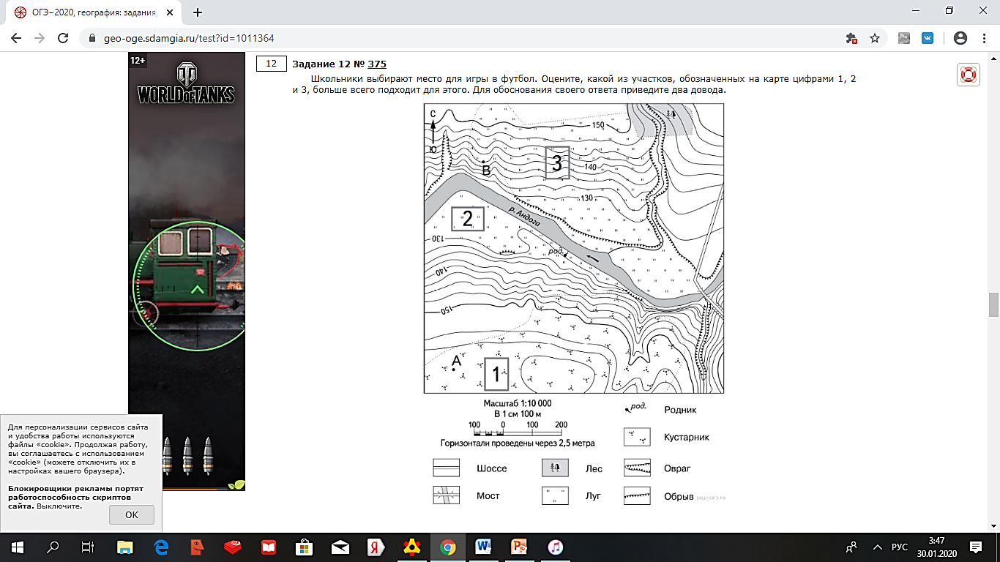 ОГЭ–2020, география: задания,
geo-oge.sdamgia.ru/test?id=1011364
12+
WORLD OF TANKS
12
Задание 12 № 375
Школьники выбирают место для игры в футбол. Оцените, какой из участков, обозначенных на карте цифрами 1, 2
и 3, больше всего подходит для этого. Для обоснования своего ответа приведите два довода.
С
Ю
150
В
3
140
130
2
р. Андога
130
род.
140
150
А
1
Масштаб 1:10 000
В 1 см 100 м
100 0 100 200
Горизонтали проведены через 2,5 метра
Шоссе
Мост
Лес
Луг
род.
Родник
Кустарник
Овраг
Обрыв
Для персонализации сервисов сайта
и удобства работы используются
файлы «cookie». Продолжая работу,
вы соглашаетесь с использованием
«cookie» (можете отключить их в
настройках вашего браузера).
Блокировщики рекламы портят
работоспособность скриптов
сайта. Выключите.
ОК
РУС
3:47
30.01.2020